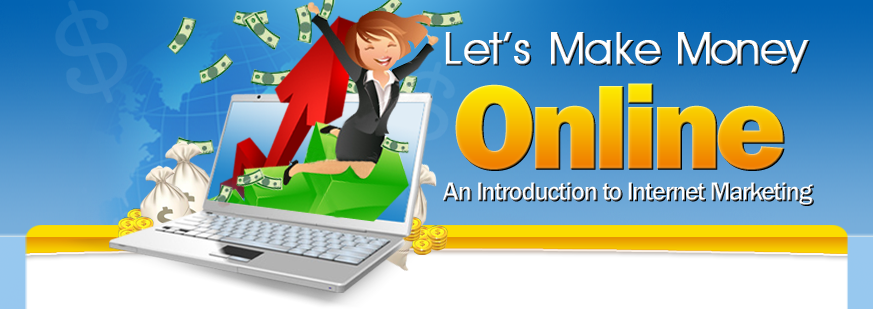 Let's Make Money
Online
An Introduction to Internet Marketing